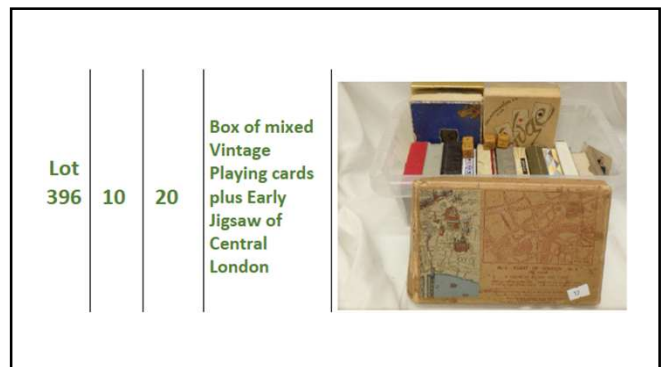 Lot
396
10
20
Box of mixed
Vintage
Playing cards
plus Early
Jigsaw of
Central
London